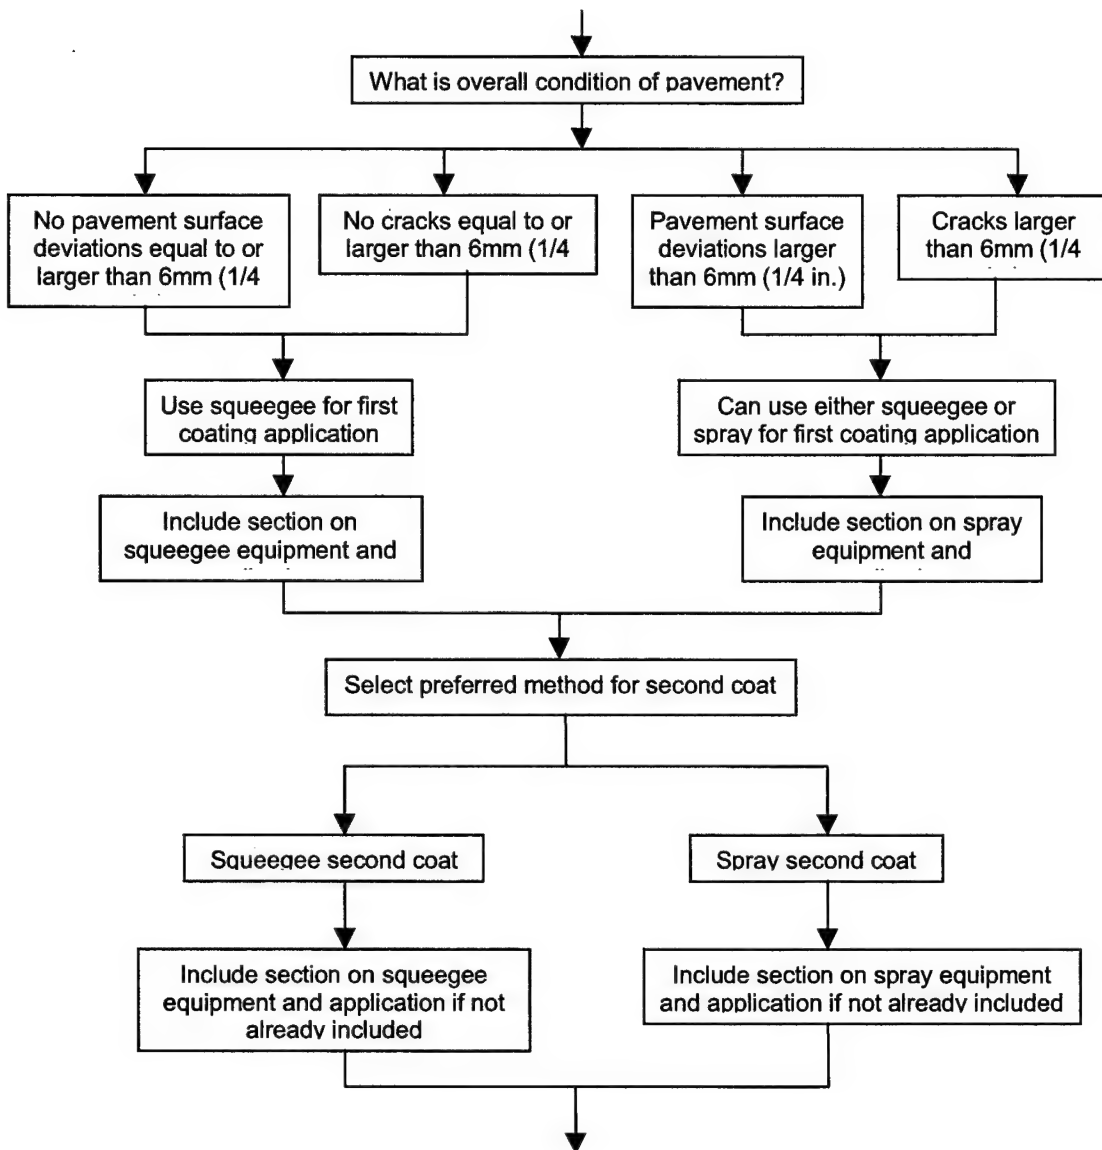 What is overall condition of pavement?
No pavement surface
deviations equal to or
larger than 6mm (1/4
No cracks equal to or
larger than 6mm (1/4
Pavement surface
deviations larger
than 6mm (1/4 in.)
Cracks larger
than 6mm (1/4
Use squeegee for first
coating application
Can use either squeegee or
spray for first coating application
Include section on
squeegee equipment and
Include section on spray
equipment and
Select preferred method for second coat
Squeegee second coat
Spray second coat
Include section on squeegee
equipment and application if not
already included
Include section on spray equipment
and application if not already included